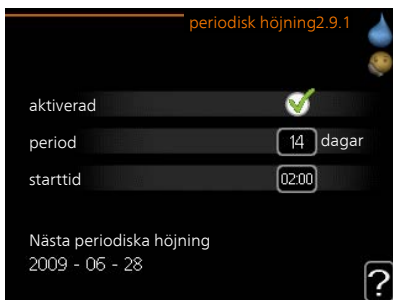 periodisk höjning2.9.1
aktiverad
period 14 dagar
starttid 02:00
Nästa periodiska höjning
2009 - 06 - 28
?